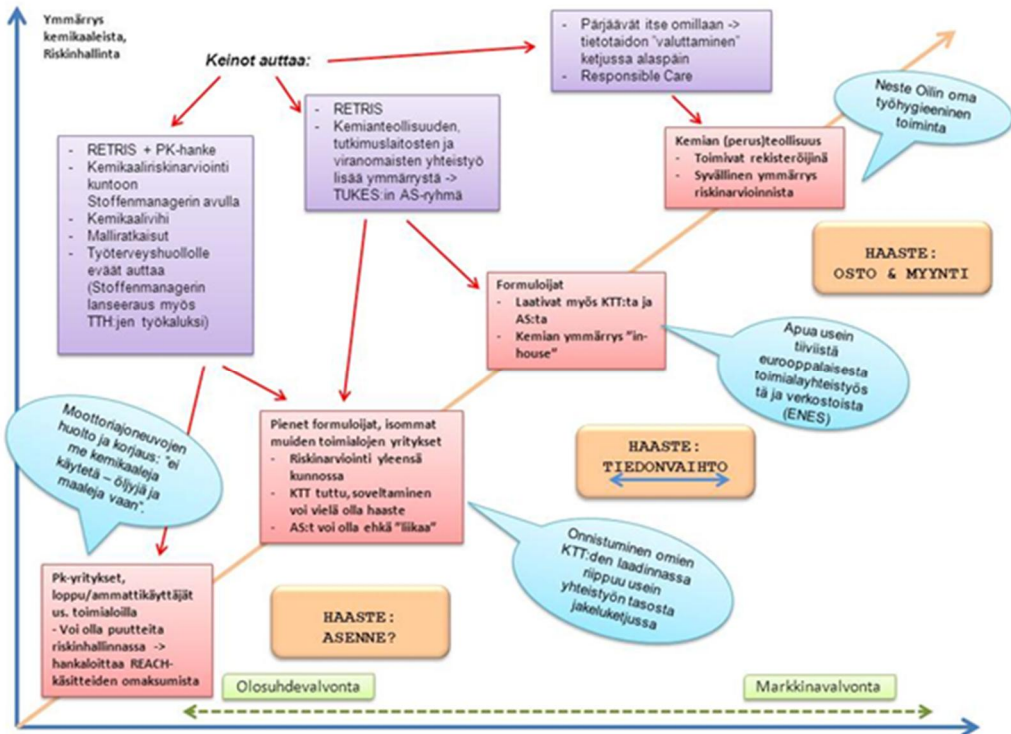 Ymmärrys
kemikaaleista,
Riskinhallinta
Keinot auttaa:
- Pärjäävät itse omillaan ->
tietotaidon "valuttaminen"
ketjussa alaspäin
- Responsible Care
- RETRIS
- Kemianteollisuuden,
tutkimuslaitosten ja
viranomaisten yhteistyö
lisää ymmärrystä ->
TUKES:in AS-ryhmä
- RETRIS + PK-hanke
- Kemikaaliriskinarviointi
kuntoon
Stoffenmanagerin avulla
- Kemikaalivihi
- Malliratkaisut
- Työterveyshuollolle
eväät auttaa
(Stoffenmanagerin
lanseeraus myös
TTH:jen työkaluksi)
Neste Oilin oma
työhygieeninen
toiminta
Kemian (perus)teollisuus
- Toimivat rekisteröijinä
- Syvällinen ymmärrys
riskinarvioinnista
HAASTE:
OSTO & MYYNTI
Formuloijat
- Laativat myös KTT:ta ja
AS:ta
- Kemian ymmärrys "in-
house"
Apua usein
tiiviistä
eurooppalaisesta
toimialayhteistyös
tä ja verkostoista
(ENES)
Moottoriajoneuvojen
huolto ja korjaus: "ei
me kemikaaleja
käytetä – öljyjä ja
maaleja vaan".
Pienet formuloijat, isommat
muiden toimialojen yritykset
- Riskinarviointi yleensä
kunnossa
- KTT tuttu, soveltaminen
voi vielä olla haaste
- AS:t voi olla ehkä "liikaa"
HAASTE:
TIEDONVAIHTO
Onnistuminen omien
KTT:den laadinnassa
riippuu usein
yhteistyön tasosta
jakeluketjussa
Pk-yritykset,
loppu/ammattikäyttäjät
us. toimialoilla
- Voi olla puutteita
riskinhallinnassa ->
hankaloittaa REACH-
käsitteiden omaksumista
HAASTE:
ASENNE?
Olosuhdevalvonta
Markkinavalvonta